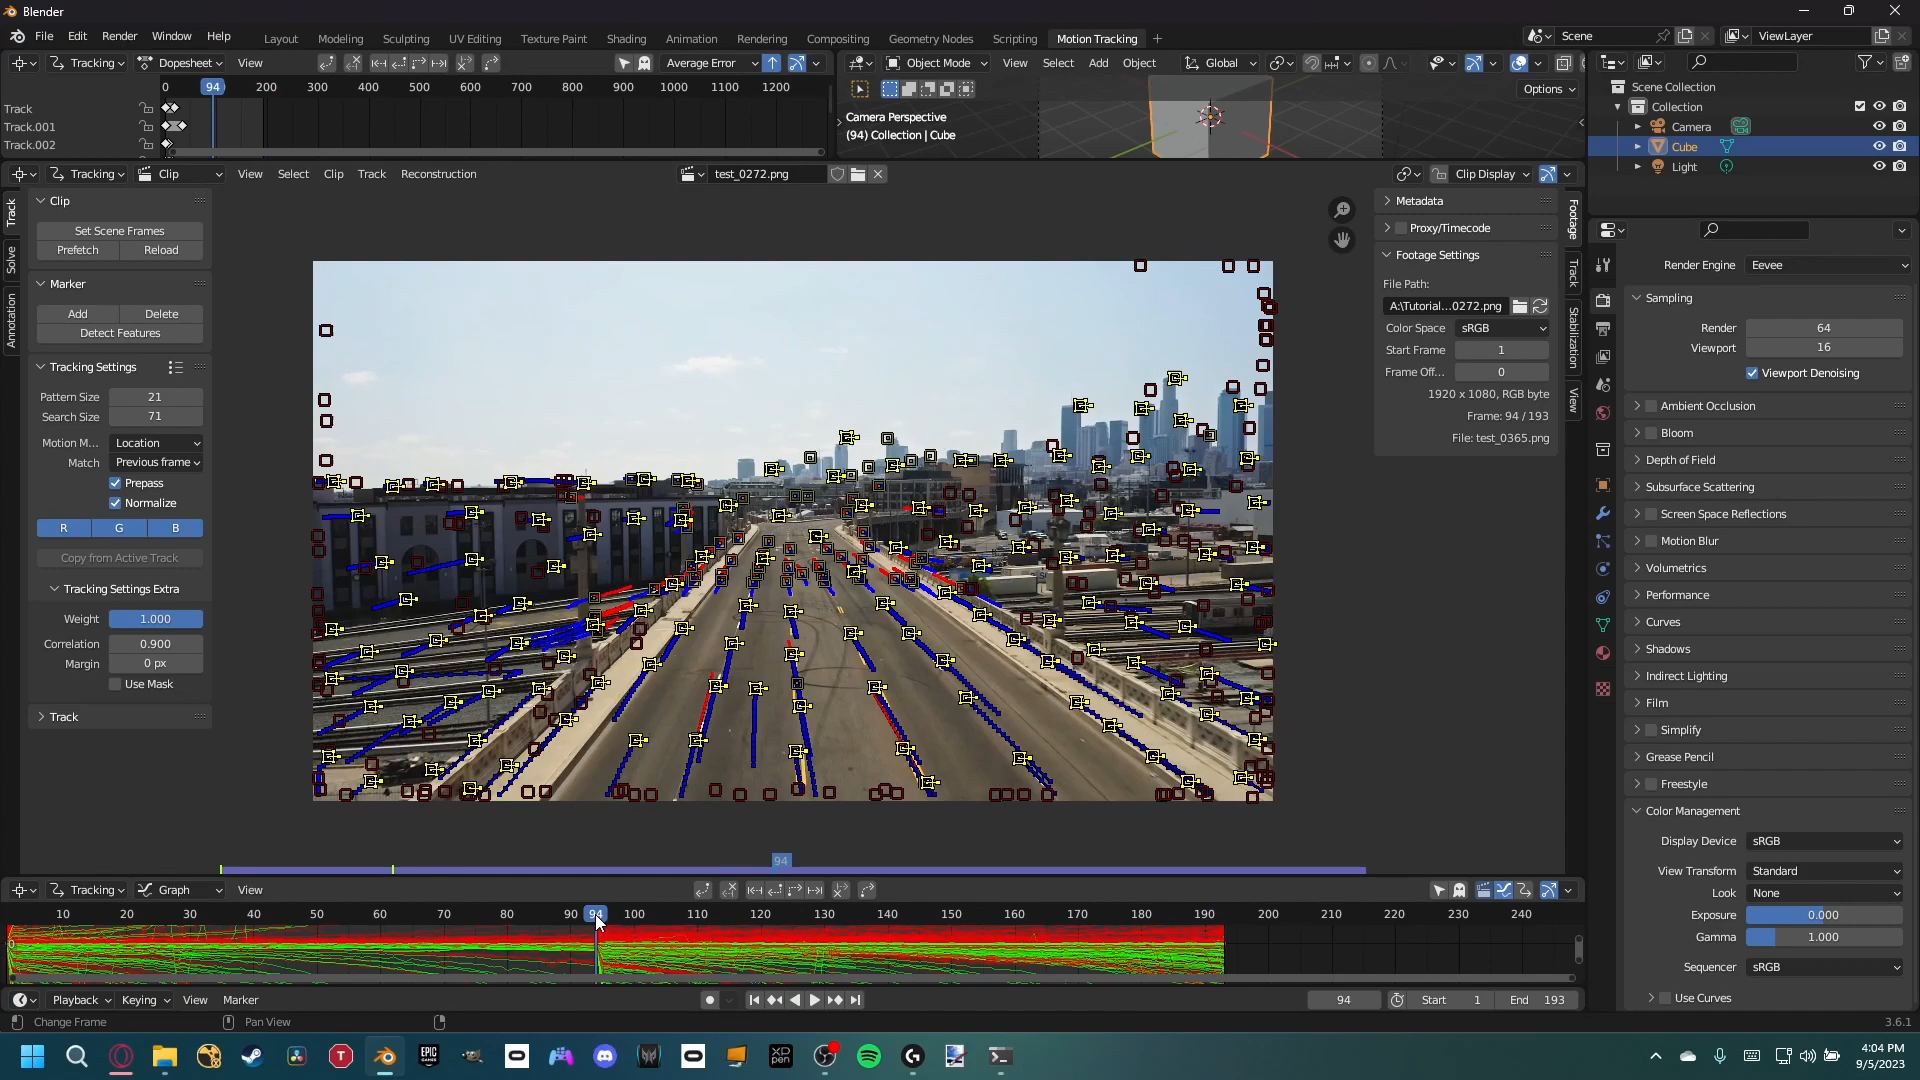 Blender
File Edit Render Window Help
Layout Modeling Sculpting UV Editing Texture Paint Shading Animation Rendering Compositing Geometry Nodes Scripting Motion Tracking +
Scene
ViewLayer
Tracking Dopesheet View Average Error
0 94 200 300 400 500 600 700 800 900 1000 1100 1200
Track
Track.001
Track.002
Object Mode View Select Add Object Global
Options
Camera Perspective
(94) Collection | Cube
Scene Collection
Collection
Camera
Cube
Light
Tracking Clip View Select Clip Track Reconstruction test_0272.png Clip Display
Track
Solve
Annotation
Clip
Set Scene Frames
Prefetch Reload
Marker
Add Delete
Detect Features
Tracking Settings
Pattern Size 21
Search Size 71
Motion M... Location
Match Previous frame
Prepass
Normalize
R G B
Copy from Active Track
Tracking Settings Extra
Weight 1.000
Correlation 0.900
Margin 0 px
Use Mask
Track
Metadata
Proxy/Timecode
Footage Settings
File Path:
A:\Tutorial...0272.png
Color Space sRGB
Start Frame 1
Frame Off... 0
1920 x 1080, RGB byte
Frame: 94 / 193
File: test_0365.png
Footage
Track
Stabilization
View
94
Render Engine Eevee
Sampling
Render 64
Viewport 16
Viewport Denoising
Ambient Occlusion
Bloom
Depth of Field
Subsurface Scattering
Screen Space Reflections
Motion Blur
Volumetrics
Performance
Curves
Shadows
Indirect Lighting
Film
Simplify
Grease Pencil
Freestyle
Color Management
Display Device sRGB
View Transform Standard
Look None
Exposure 0.000
Gamma 1.000
Sequencer sRGB
Use Curves
Tracking Graph View
10 20 30 40 50 60 70 80 90 94 100 110 120 130 140 150 160 170 180 190 200 210 220 230 240
0
Playback Keying View Marker 94 Start 1 End 193
Change Frame Pan View 3.6.1
T EPIC GAMES XP PEN
4:04 PM
9/5/2023